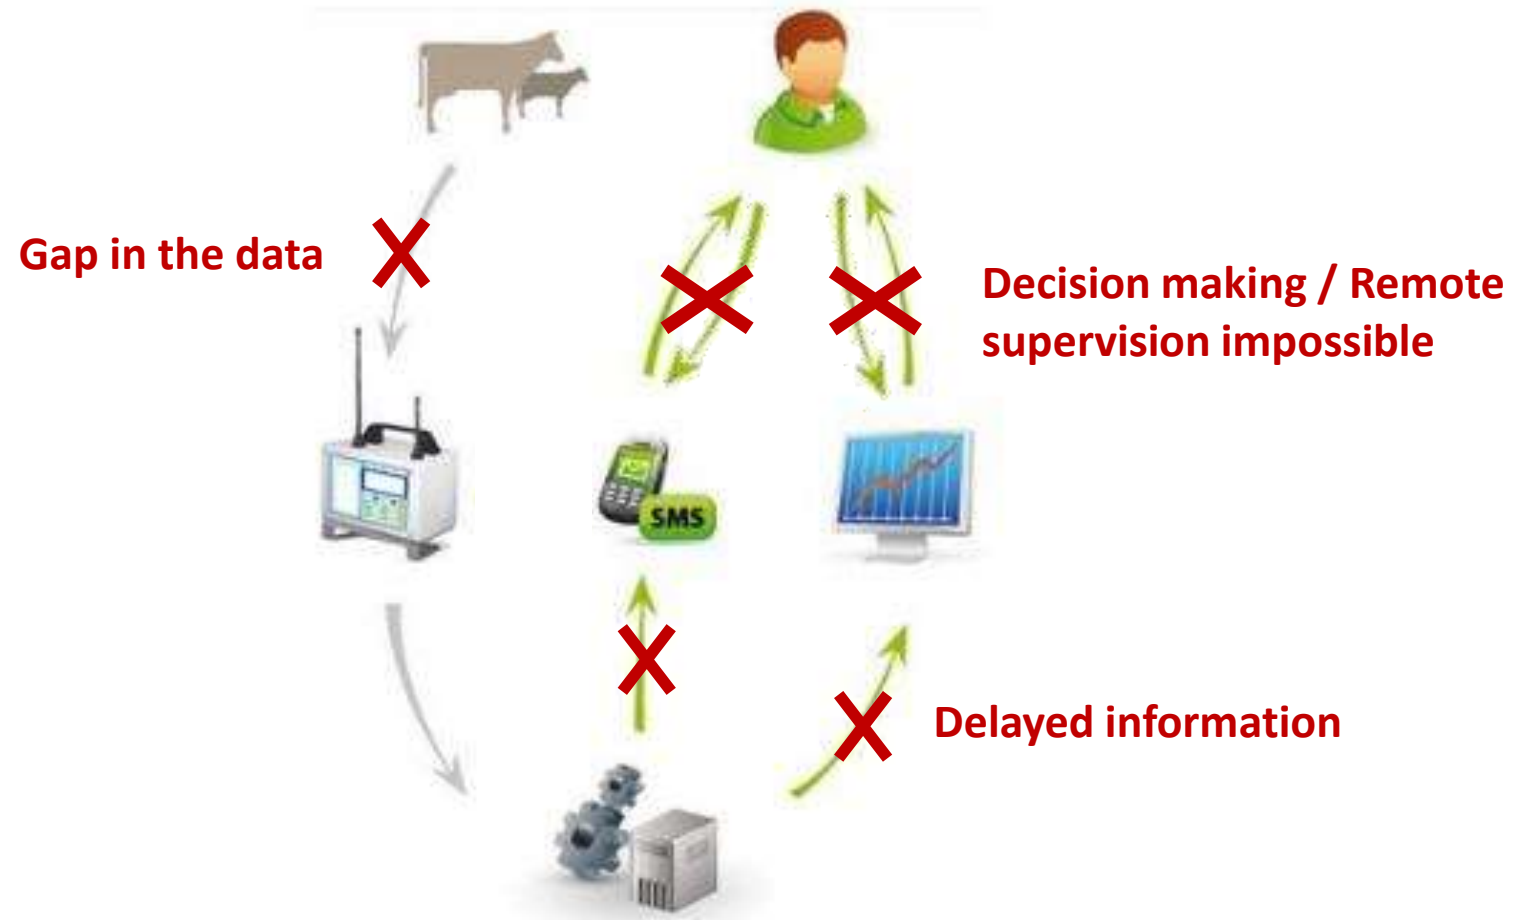 Gap in the data
Decision making / Remote
supervision impossible
SMS
Delayed information